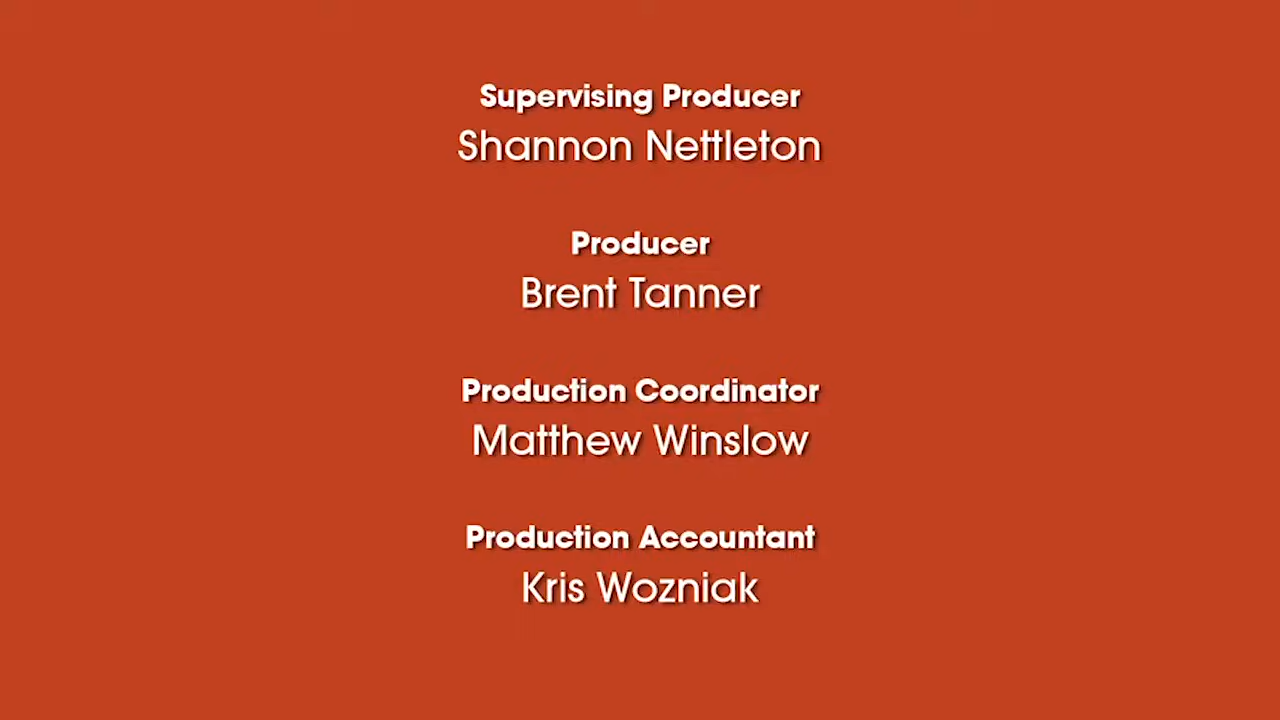 Supervising Producer
Shannon Nettleton
Producer
Brent Tanner
Production Coordinator
Matthew Winslow
Production Accountant
Kris Wozniak